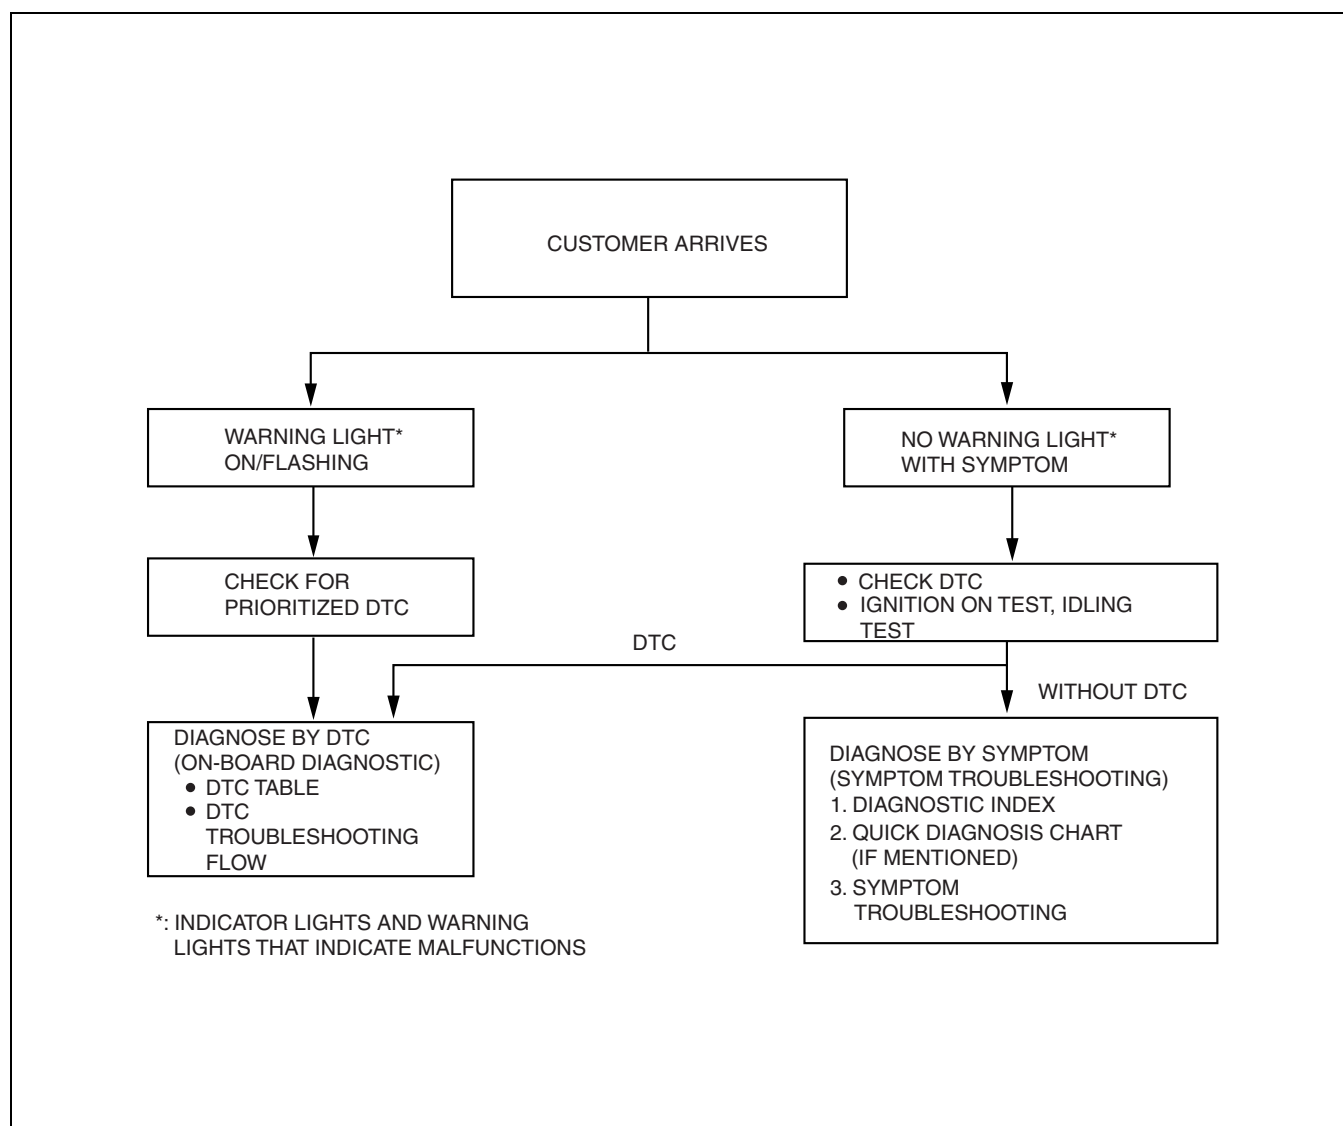 CUSTOMER ARRIVES
WARNING LIGHT*
ON/FLASHING
NO WARNING LIGHT*
WITH SYMPTOM
CHECK FOR
PRIORITIZED DTC
● CHECK DTC
● IGNITION ON TEST, IDLING
TEST
DTC
WITHOUT DTC
DIAGNOSE BY DTC
(ON-BOARD DIAGNOSTIC)
● DTC TABLE
● DTC
TROUBLESHOOTING
FLOW
DIAGNOSE BY SYMPTOM
(SYMPTOM TROUBLESHOOTING)
1. DIAGNOSTIC INDEX
2. QUICK DIAGNOSIS CHART
(IF MENTIONED)
3. SYMPTOM
TROUBLESHOOTING
*: INDICATOR LIGHTS AND WARNING
LIGHTS THAT INDICATE MALFUNCTIONS